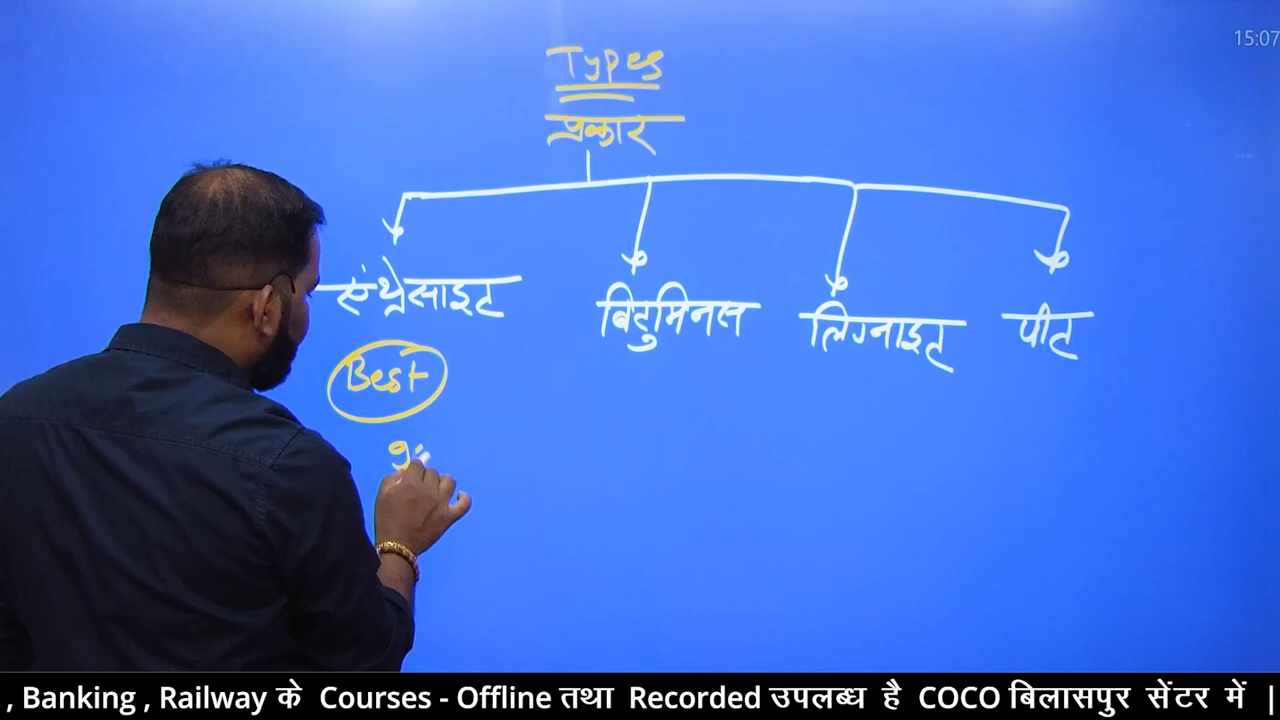 15:07
Types
प्रकार
एंथ्रेसाइट बिटुमिनस लिग्नाइट पीट
Best
, Banking , Railway के Courses - Offline तथा Recorded उपलब्ध है COCO बिलासपुर सेंटर में |